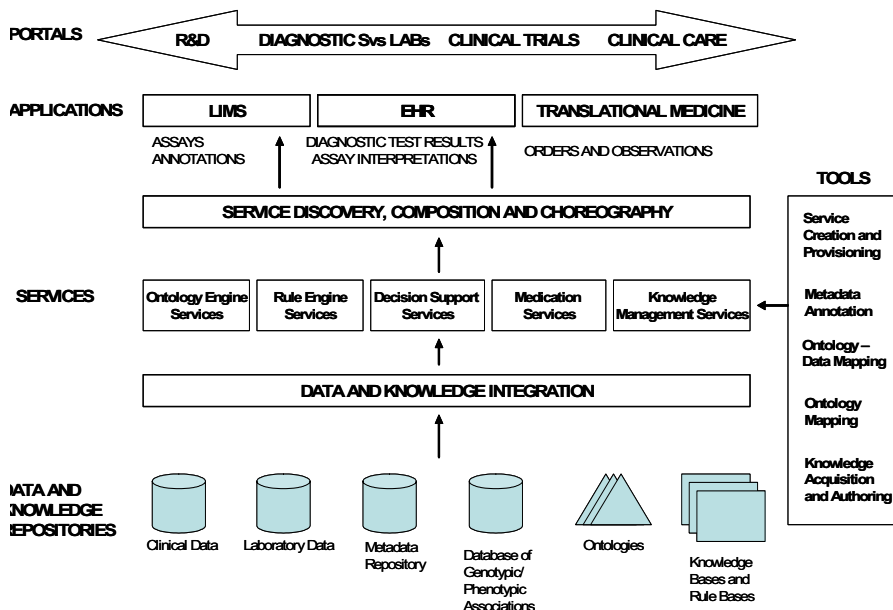 PORTALS
R&D DIAGNOSTIC Svs LABs CLINICAL TRIALS CLINICAL CARE
APPLICATIONS
LIMS
EHR
TRANSLATIONAL MEDICINE
ASSAYS
ANNOTATIONS
DIAGNOSTIC TEST RESULTS
ASSAY INTERPRETATIONS
ORDERS AND OBSERVATIONS
SERVICE DISCOVERY, COMPOSITION AND CHOREOGRAPHY
SERVICES
Ontology Engine
Services
Rule Engine
Services
Decision Support
Services
Medication
Services
Knowledge
Management Services
DATA AND KNOWLEDGE INTEGRATION
DATA AND
KNOWLEDGE
REPOSITORIES
Clinical Data
Laboratory Data
Metadata
Repository
Database of
Genotypic/
Phenotypic
Associations
Ontologies
Knowledge
Bases and
Rule Bases
TOOLS
Service
Creation and
Provisioning
Metadata
Annotation
Ontology –
Data Mapping
Ontology
Mapping
Knowledge
Acquisition
and Authoring